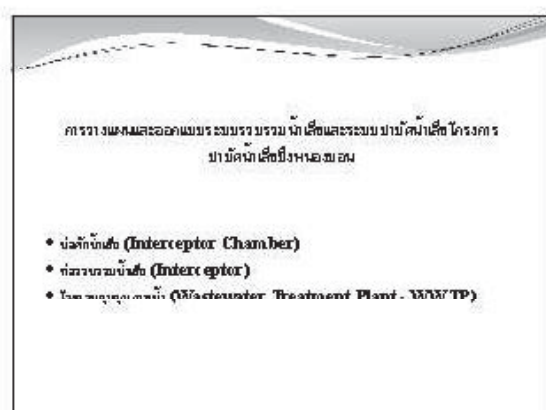 การวางแผนและออกแบบระบบรวบรวมน้ำเสียและระบบบำบัดน้ำเสียโครงการ
บำบัดน้ำเสียบึงหนองบอน
• บ่อดักน้ำเสีย (Interceptor Chamber)
• ท่อรวบรวมน้ำเสีย (Interceptor)
• (Wastewater Treatment Plant - WWTP)